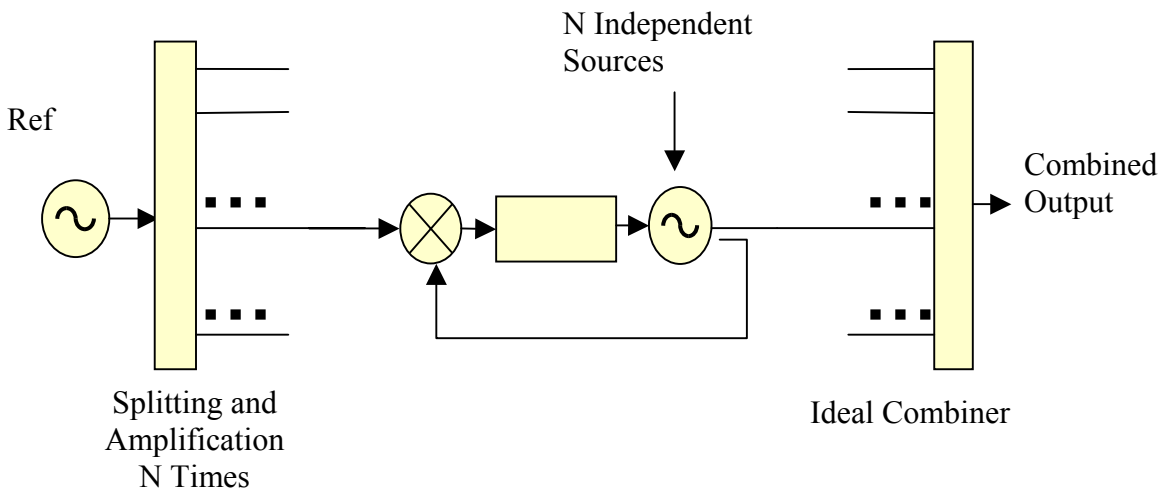 N Independent
Sources
Ref
Combined
Output
Splitting and
Amplification
N Times
Ideal Combiner